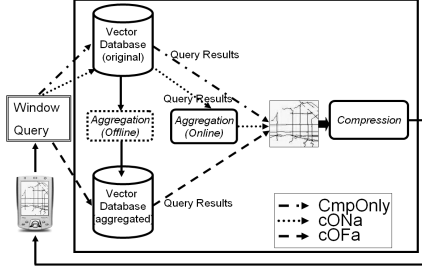 Vector
Database
(original)
Query Results
Window
Query
Aggregation
(Offline)
Query Results
Aggregation
(Online)
Compression
Vector
Database
(aggregated)
Query Results
CmpOnly
cONa
cOFa